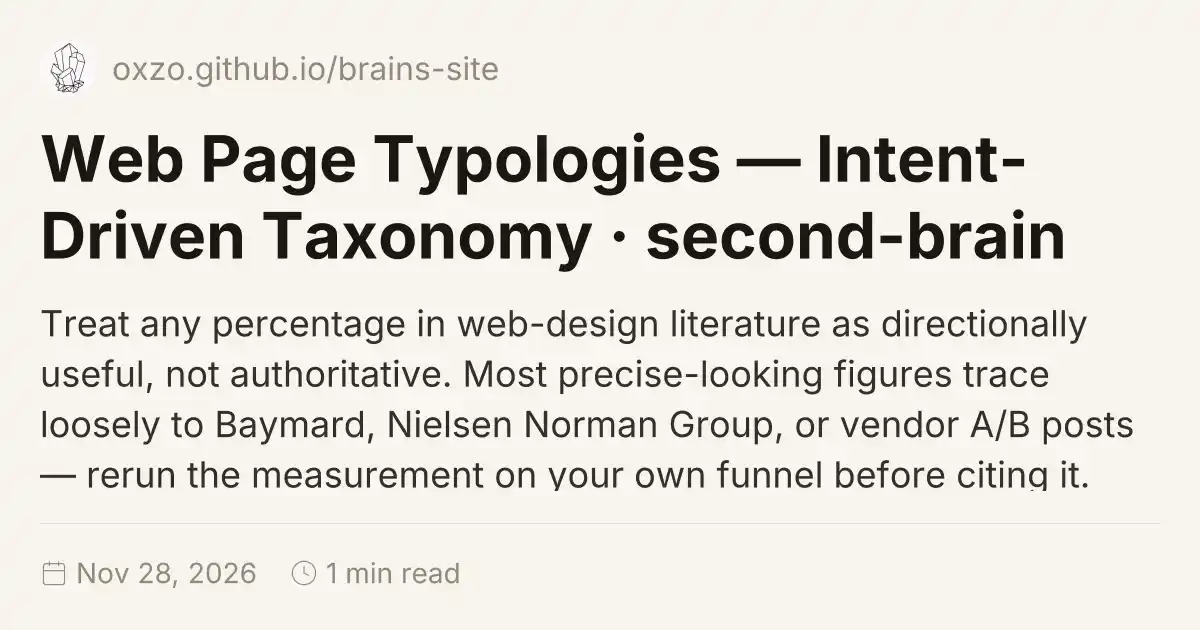 oxzo.github.io/brains-site
Web Page Typologies — Intent-
Driven Taxonomy · second-brain
Treat any percentage in web-design literature as directionally
useful, not authoritative. Most precise-looking figures trace
loosely to Baymard, Nielsen Norman Group, or vendor A/B posts
— rerun the measurement on your own funnel before citing it.
Nov 28, 2026 1 min read